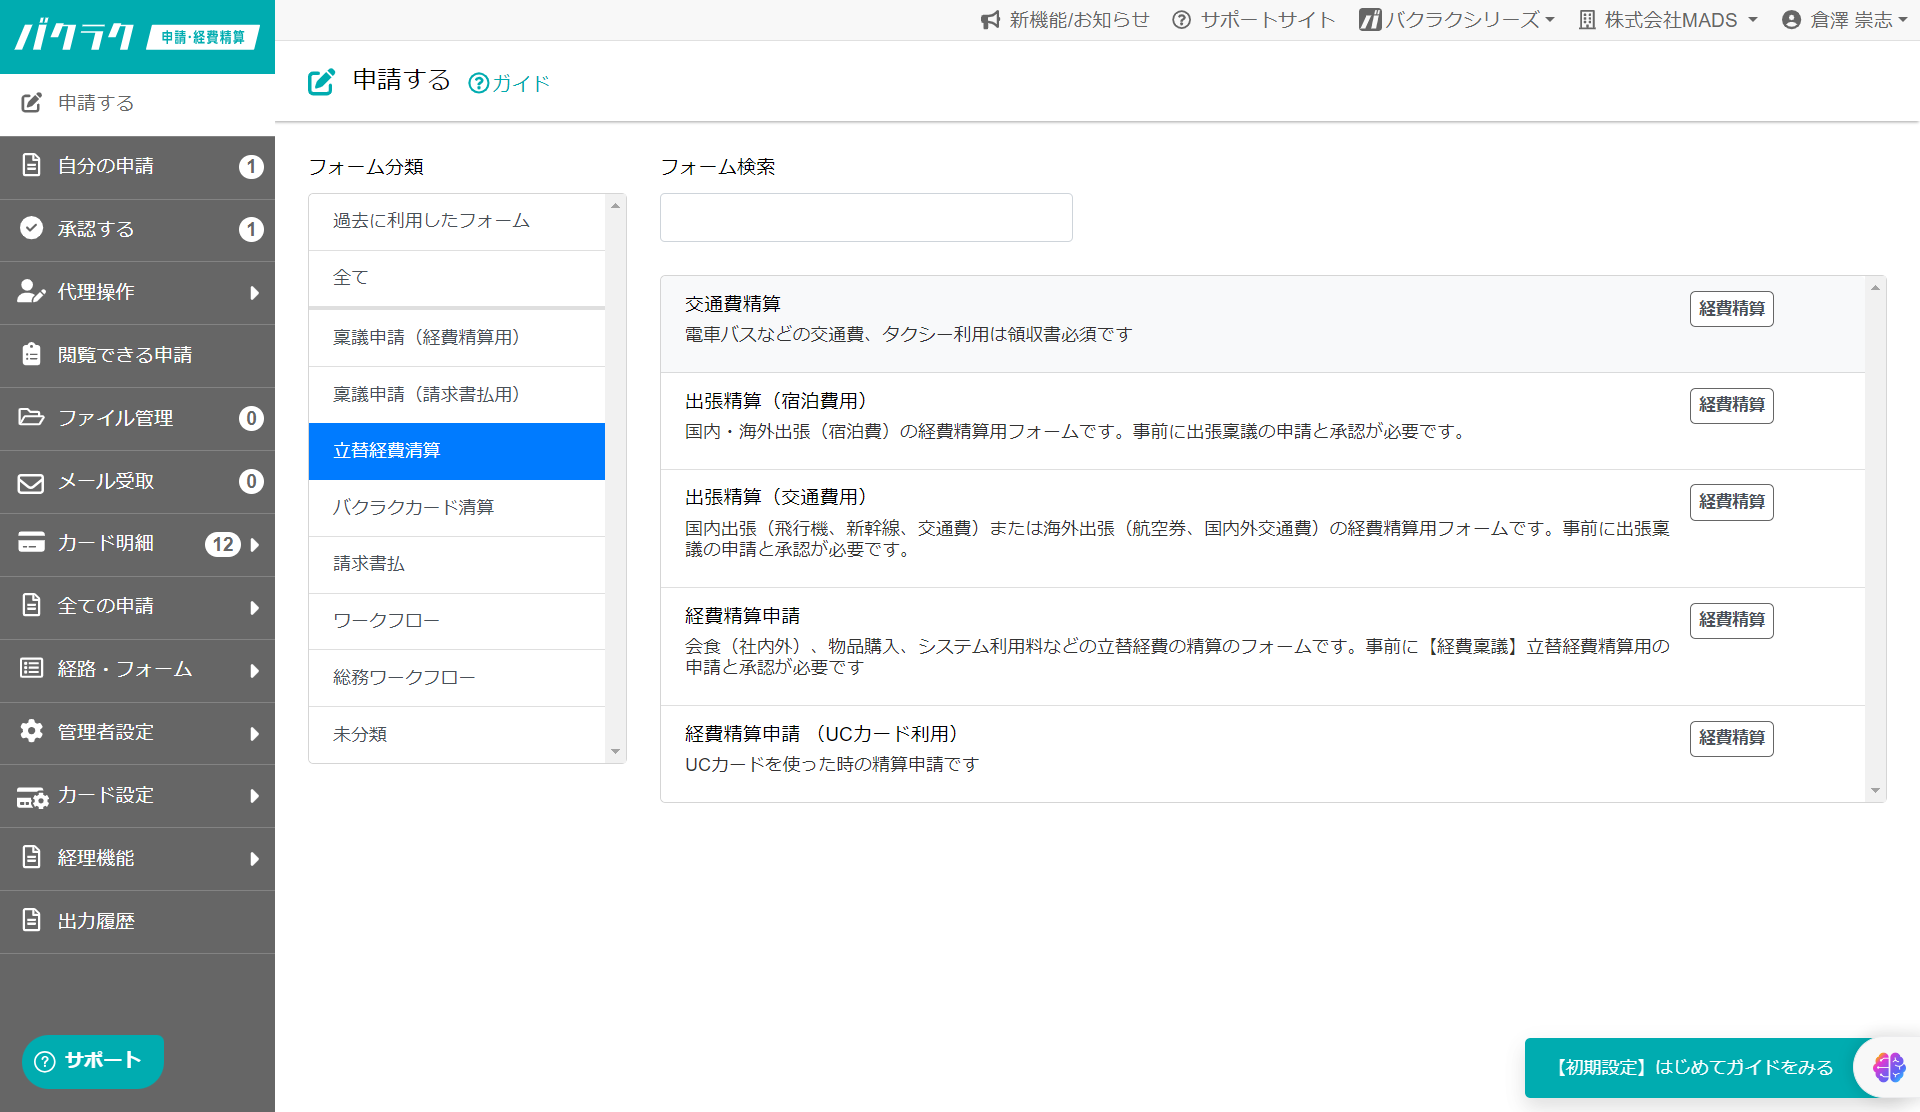 バクラク 申請・経費精算
新機能/お知らせ サポートサイト バクラクシリーズ 株式会社MADS 倉澤 崇志
申請する
自分の申請 1
承認する 1
代理操作
閲覧できる申請
ファイル管理 0
メール受取 0
カード明細 12
全ての申請
経路・フォーム
管理者設定
カード設定
経理機能
出力履歴
サポート
申請する ガイド
フォーム分類
過去に利用したフォーム
全て
稟議申請（経費精算用）
稟議申請（請求書払用）
立替経費清算
バクラクカード清算
請求書払
ワークフロー
総務ワークフロー
未分類
フォーム検索
交通費精算 経費精算
電車バスなどの交通費、タクシー利用は領収書必須です
出張精算（宿泊費用） 経費精算
国内・海外出張（宿泊費）の経費精算用フォームです。事前に出張稟議の申請と承認が必要です。
出張精算（交通費用） 経費精算
国内出張（飛行機、新幹線、交通費）または海外出張（航空券、国内外交通費）の経費精算用フォームです。事前に出張稟
議の申請と承認が必要です。
経費精算申請 経費精算
会食（社内外）、物品購入、システム利用料などの立替経費の精算のフォームです。事前に【経費稟議】立替経費精算用の
申請と承認が必要です
経費精算申請 （UCカード利用） 経費精算
UCカードを使った時の精算申請です
【初期設定】はじめてガイドをみる